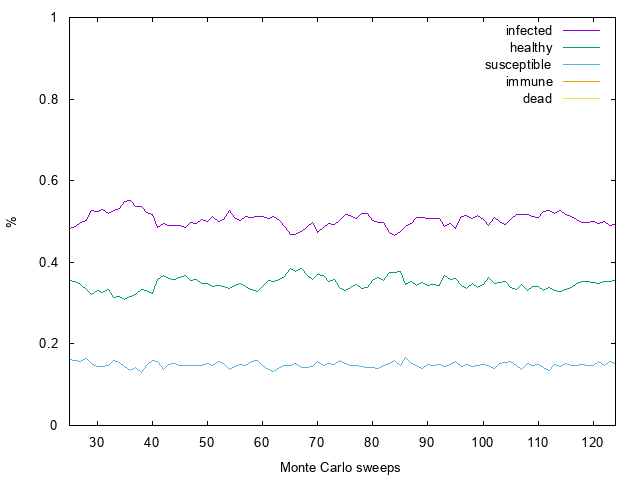 1
infected
healthy
susceptible
immune
dead
0.8
0.6
%
0.4
0.2
0
30 40 50 60 70 80 90 100 110 120
Monte Carlo sweeps